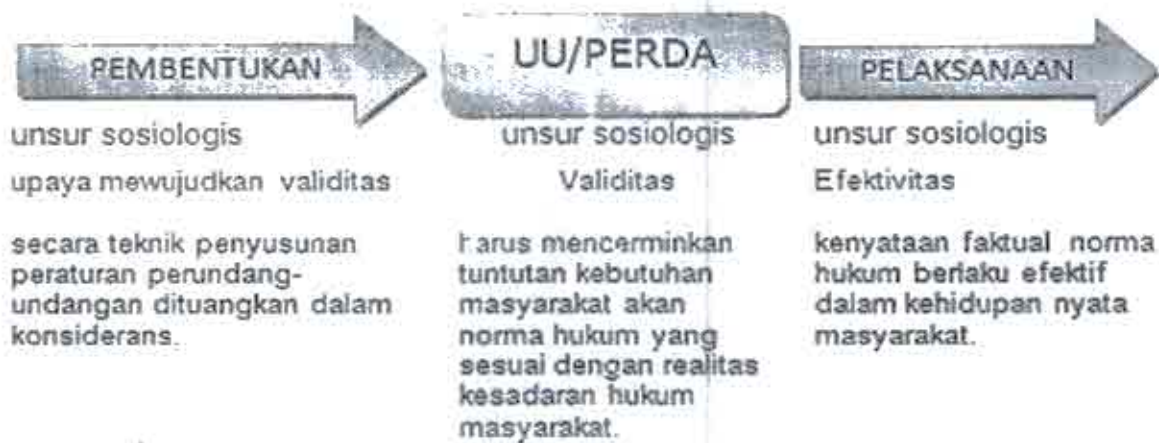 PEMBENTUKAN
unsur sosiologis
upaya mewujudkan validitas
secara teknik penyusunan
peraturan perundang-
undangan dituangkan dalam
konsiderans.
UU/PERDA
unsur sosiologis
Validitas
harus mencerminkan
tuntutan kebutuhan
masyarakat akan
norma hukum yang
sesuai dengan realitas
kesadaran hukum
masyarakat.
PELAKSANAAN
unsur sosiologis
Efektivitas
kenyataan faktual norma
hukum berlaku efektif
dalam kehidupan nyata
masyarakat.